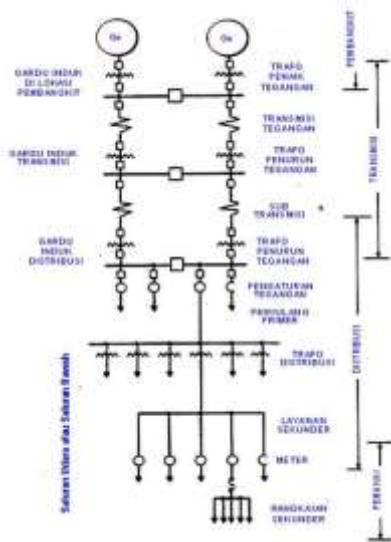 Ge
Ge
GARDU INDUK
DI LOKASI
PEMBANGKIT
TRAFO
PENAIK
TEGANGAN
PEMBANGKIT
TRANSMISI
TEGANGAN
GARDU INDUK
TRANSMISI
TRAFO
PENURUN
TEGANGAN
TRANSMISI
SUB
TRANSMISI
GARDU
INDUK
DISTRIBUSI
TRAFO
PENURUN
TEGANGAN
PENGATURAN
TEGANGAN
PENYULANG
PRIMER
DISTRIBUSI
TRAFO
DISTRIBUSI
Saluran Udara atau Saluran Bawah
LAYANAN
SEKUNDER
METER
RANGKAIAN
SEKUNDER